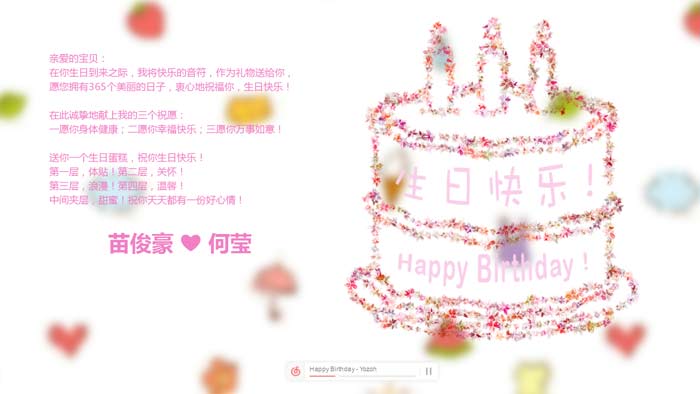 亲爱的宝贝：
在你生日到来之际，我将快乐的音符，作为礼物送给你，
愿您拥有365个美丽的日子，衷心地祝福你，生日快乐！
在此诚挚地献上我的三个祝愿：
一愿你身体健康；二愿你幸福快乐；三愿你万事如意！
送你一个生日蛋糕，祝你生日快乐！
第一层，体贴！第二层，关怀！
第三层，浪漫！第四层，温馨！
中间夹层，甜蜜！祝你天天都有一份好心情！
苗俊豪 ❤ 何莹
生日快乐！
Happy Birthday！
Happy Birthday - Yozoh